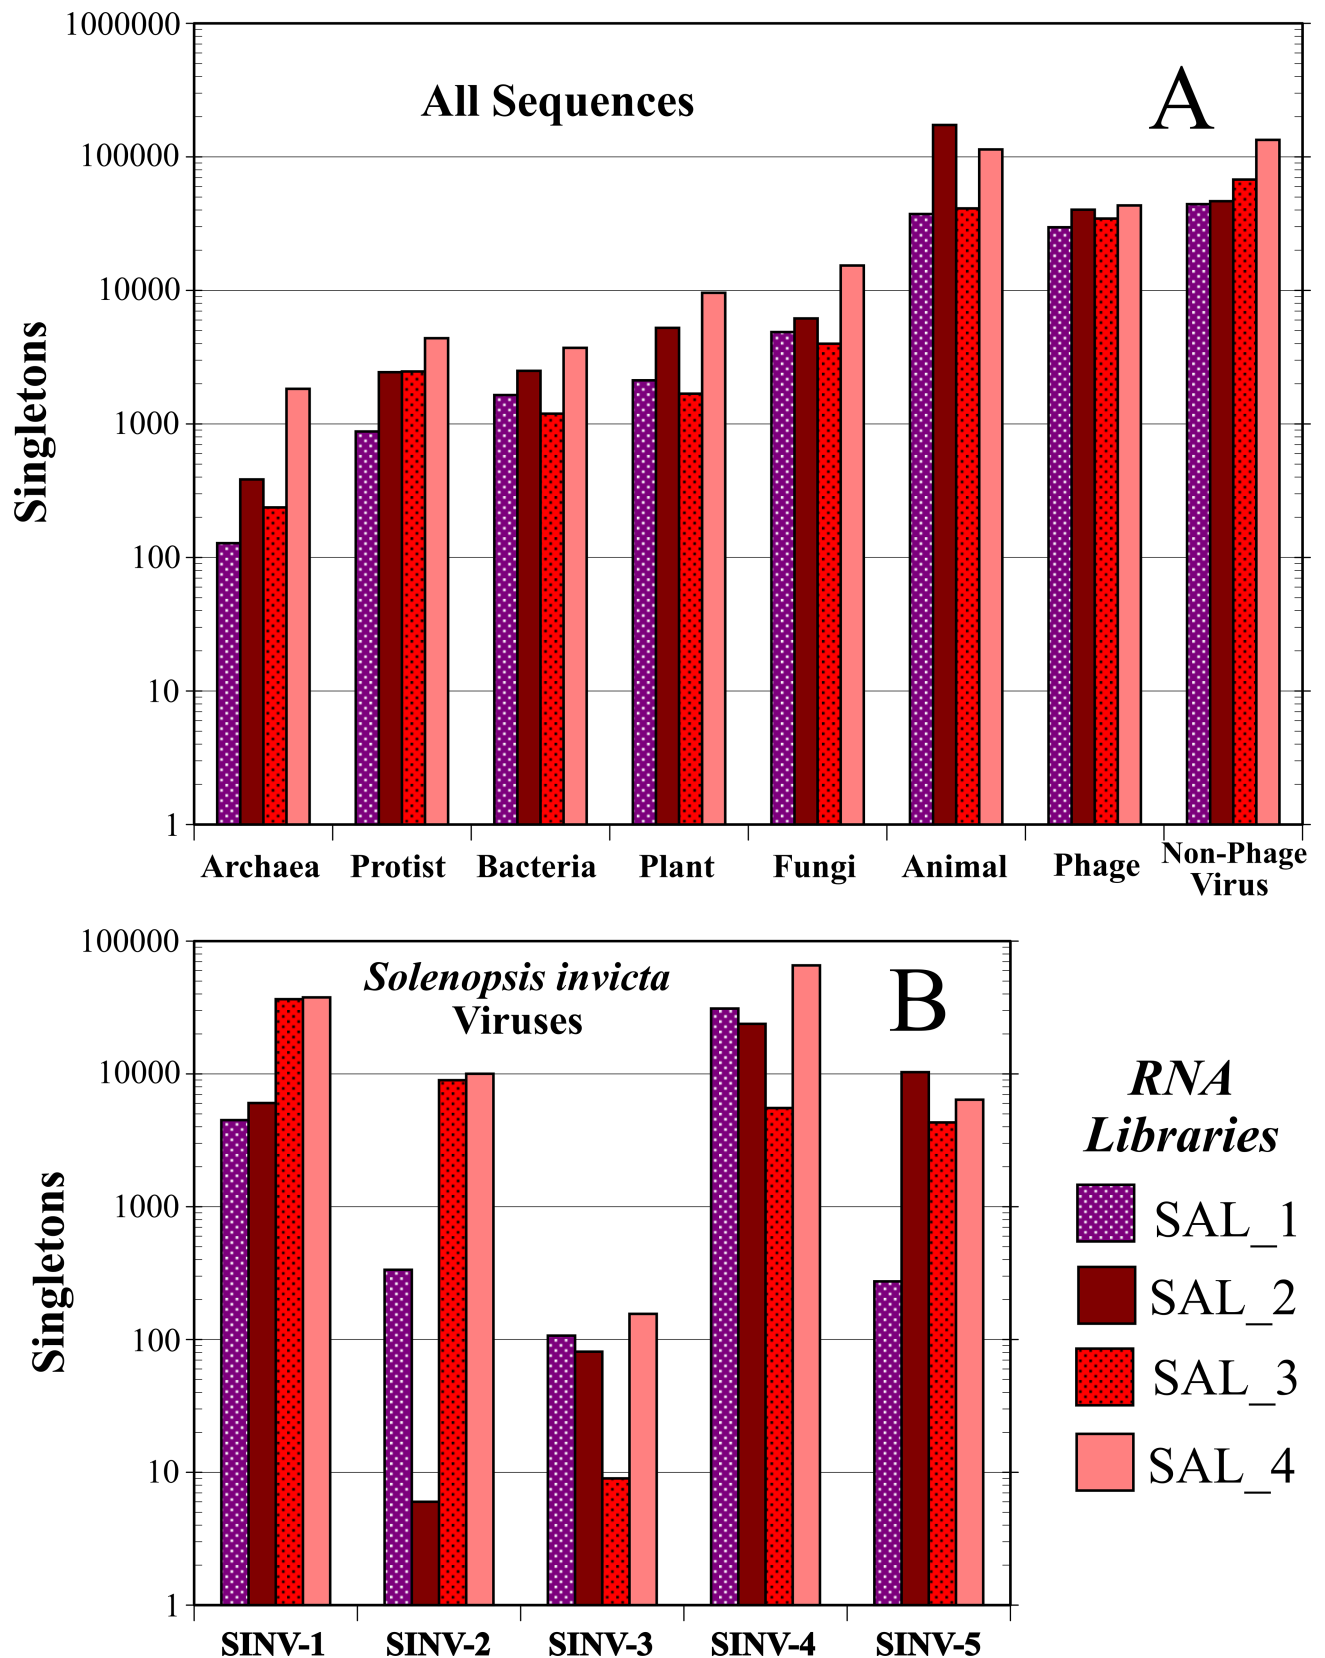 1000000
100000
10000
1000
100
10
1
Singletons
All Sequences
A
Archaea
Protist
Bacteria
Plant
Fungi
Animal
Phage
Non-Phage
Virus
100000
10000
1000
100
10
1
Singletons
Solenopsis invicta
Viruses
B
SINV-1
SINV-2
SINV-3
SINV-4
SINV-5
RNA
Libraries
SAL_1
SAL_2
SAL_3
SAL_4